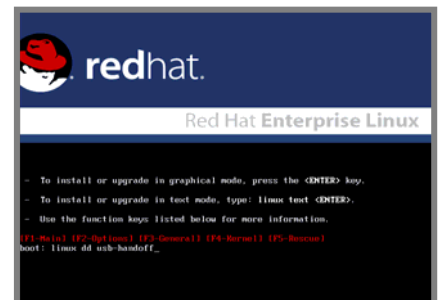 redhat.
Red Hat Enterprise Linux
- To install or upgrade in graphical mode, press the <ENTER> key.
- To install or upgrade in text mode, type: linux text <ENTER>.
- Use the function keys listed below for more information.
[F1-Main] [F2-Options] [F3-General] [F4-Kernel] [F5-Rescue]
boot: linux dd usb-handoff_